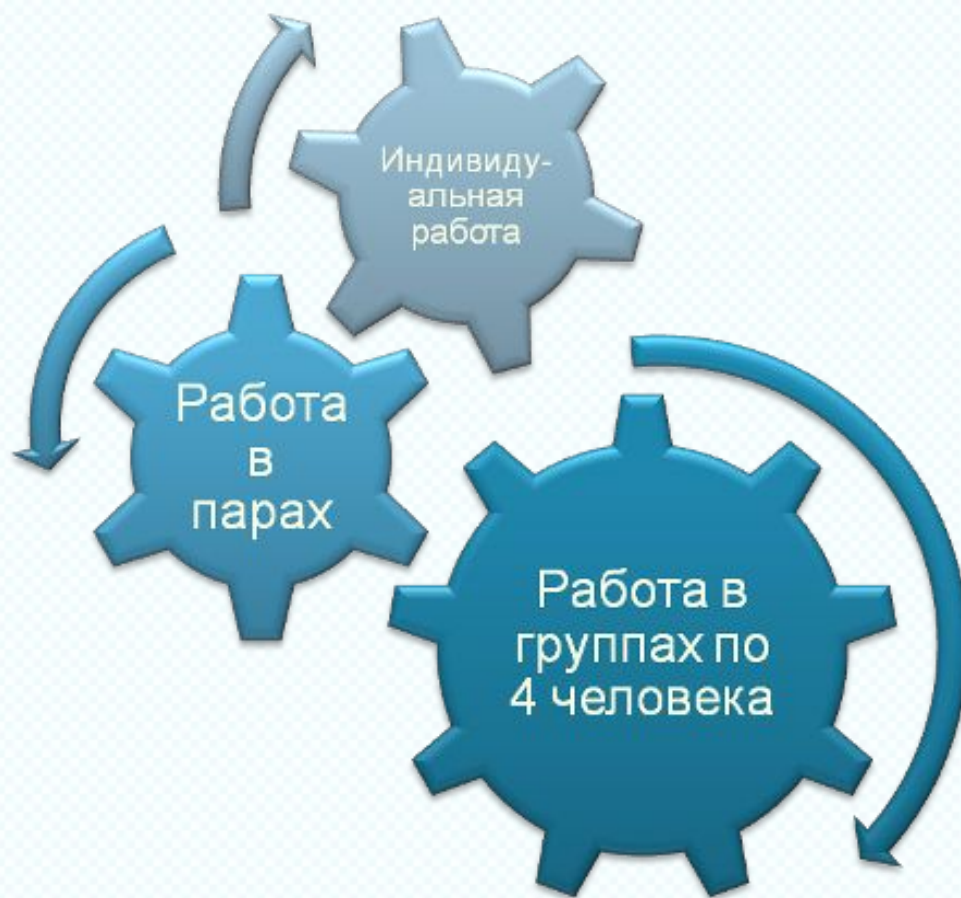 Индивиду-
альная
работа
Работа
в
парах
Работа в
группах по
4 человека